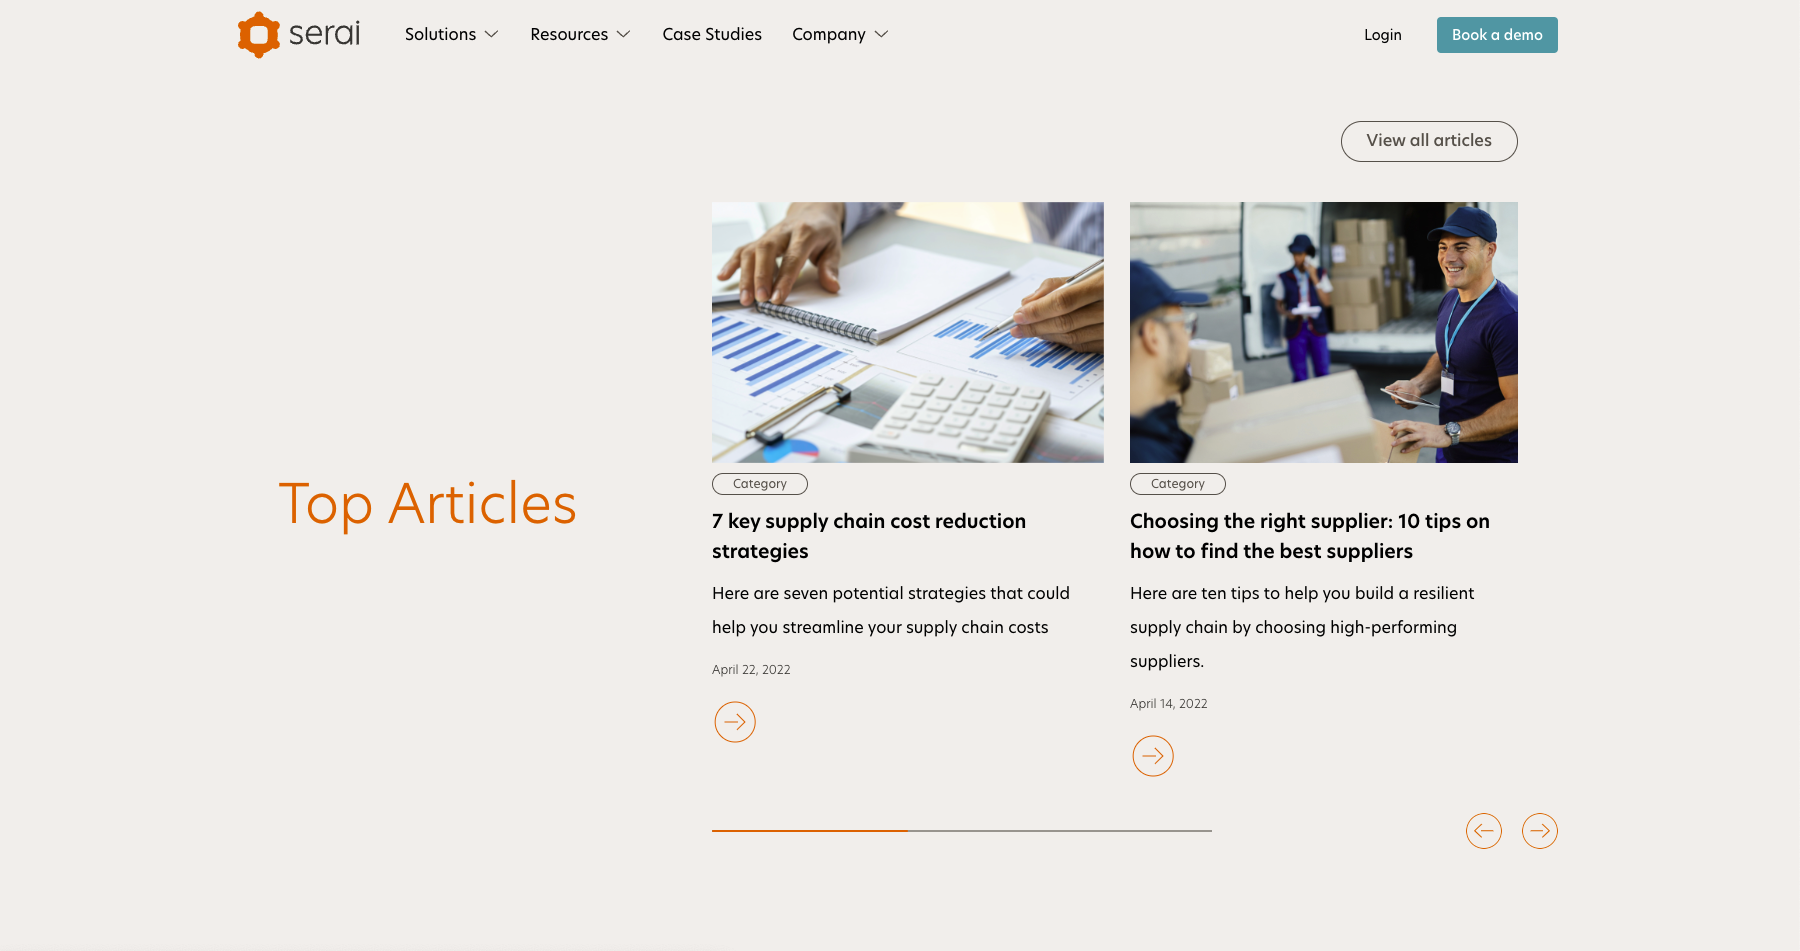 serai
Solutions
Resources
Case Studies
Company
Login
Book a demo
View all articles
Top Articles
Category
7 key supply chain cost reduction
strategies
Here are seven potential strategies that could
help you streamline your supply chain costs
April 22, 2022
Category
Choosing the right supplier: 10 tips on
how to find the best suppliers
Here are ten tips to help you build a resilient
supply chain by choosing high-performing
suppliers.
April 14, 2022